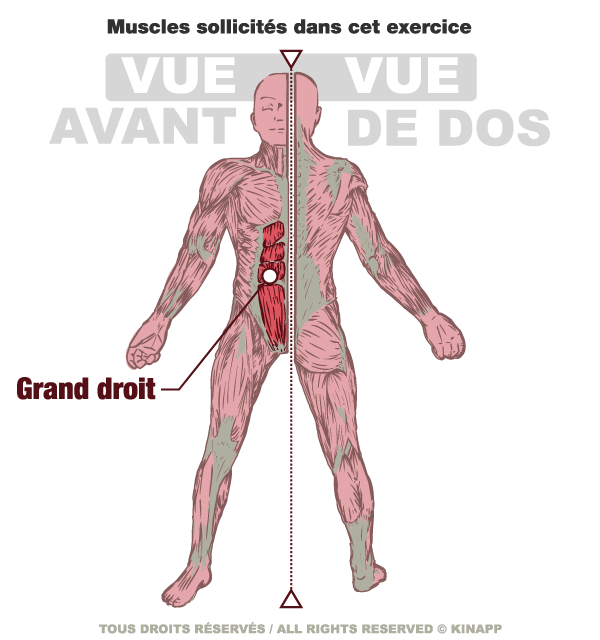 Muscles sollicités dans cet exercice
VUE AVANT
VUE DE DOS
Grand droit
TOUS DROITS RÉSERVÉS / ALL RIGHTS RESERVED © KINAPP